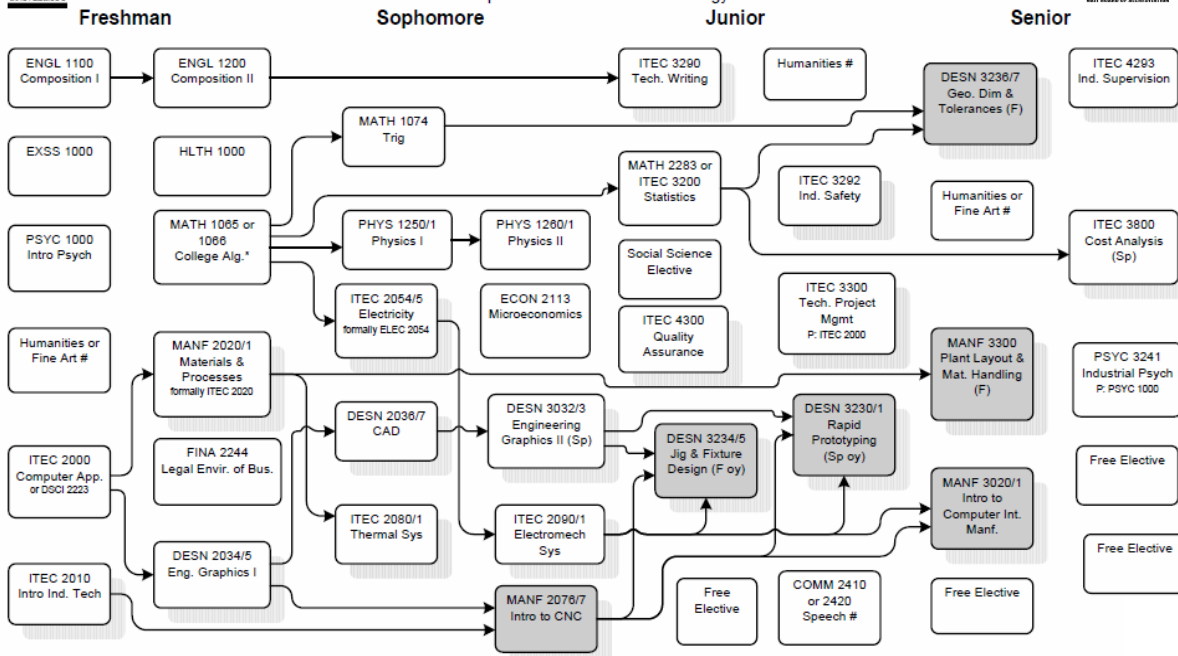 Freshman
Sophomore
Junior
Senior
ENGL 1100
Composition I
ENGL 1200
Composition II
ITEC 3290
Tech. Writing
Humanities #
DESN 3236/7
Geo. Dim &
Tolerances (F)
ITEC 4293
Ind. Supervision
EXSS 1000
HLTH 1000
MATH 1074
Trig
MATH 2283 or
ITEC 3200
Statistics
ITEC 3292
Ind. Safety
Humanities or
Fine Art #
PSYC 1000
Intro Psych
MATH 1065 or
1066
College Alg.*
PHYS 1250/1
Physics I
PHYS 1260/1
Physics II
Social Science
Elective
ITEC 3800
Cost Analysis
(Sp)
ITEC 2054/5
Electricity
formally ELEC 2054
ECON 2113
Microeconomics
ITEC 4300
Quality
Assurance
ITEC 3300
Tech. Project
Mgmt
P: ITEC 2000
Humanities or
Fine Art #
MANF 2020/1
Materials &
Processes
formally ITEC 2020
MANF 3300
Plant Layout &
Mat. Handling
(F)
PSYC 3241
Industrial Psych
P: PSYC 1000
ITEC 2000
Computer App.
or DSCI 2223
FINA 2244
Legal Envir. of Bus.
DESN 2036/7
CAD
DESN 3032/3
Engineering
Graphics II (Sp)
DESN 3234/5
Jig & Fixture
Design (F oy)
DESN 3230/1
Rapid
Prototyping
(Sp oy)
Free Elective
ITEC 2010
Intro Ind. Tech
DESN 2034/5
Eng. Graphics I
ITEC 2080/1
Thermal Sys
ITEC 2090/1
Electromech
Sys
MANF 3020/1
Intro to
Computer Int.
Manf.
Free Elective
MANF 2076/7
Intro to CNC
Free
Elective
COMM 2410
or 2420
Speech #
Free Elective